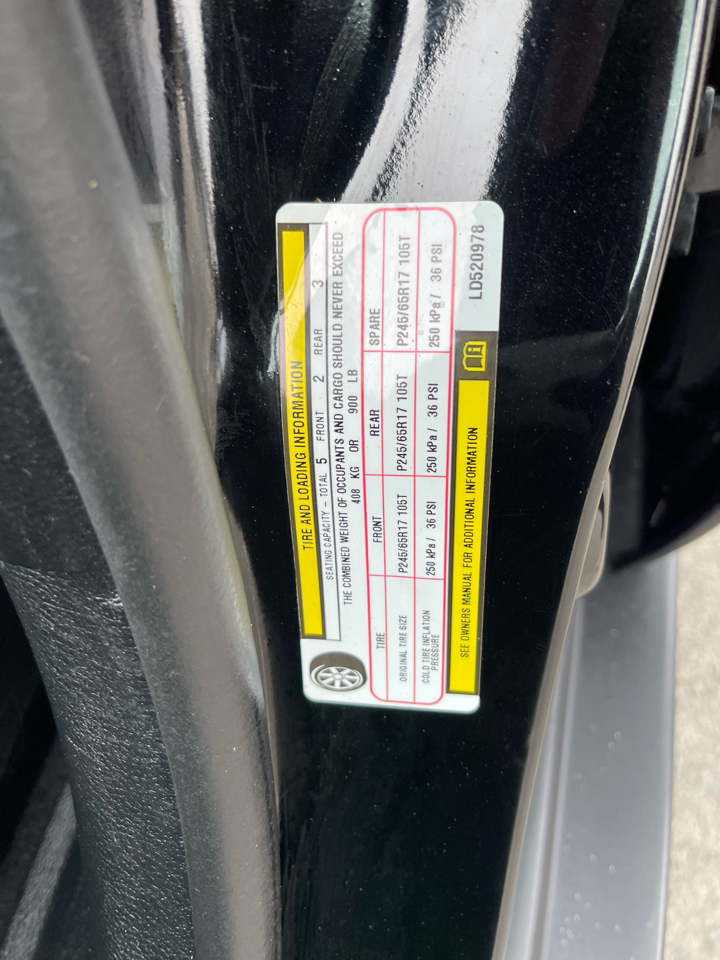 TIRE AND LOADING INFORMATION
SEATING CAPACITY - TOTAL 5 FRONT 2 REAR 3
THE COMBINED WEIGHT OF OCCUPANTS AND CARGO SHOULD NEVER EXCEED
408 KG OR 900 LB
TIRE FRONT REAR SPARE
ORIGINAL TIRE SIZE P245/65R17 105T P245/65R17 105T P245/65R17 105T
COLD TIRE INFLATION
PRESSURE 250 kPa / 36 PSI 250 kPa / 36 PSI 250 kPa / 36 PSI
SEE OWNERS MANUAL FOR ADDITIONAL INFORMATION
LD520978